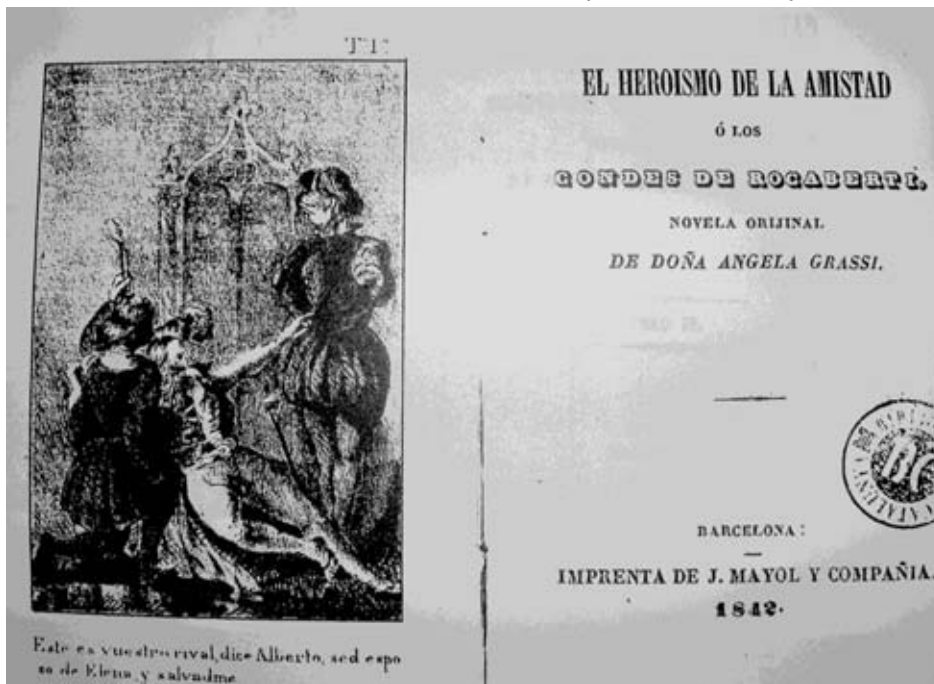 T. I.
Este es vuestro rival, dice Alberto, sed espo
so de Elena, y salvadme
EL HEROISMO DE LA AMISTAD
ó LOS
CONDES DE ROCABERTÍ,
NOVELA ORIJINAL
DE DOÑA ANGELA GRASSI.
BARCELONA:
IMPRENTA DE J. MAYOL Y COMPAÑIA.
1842.